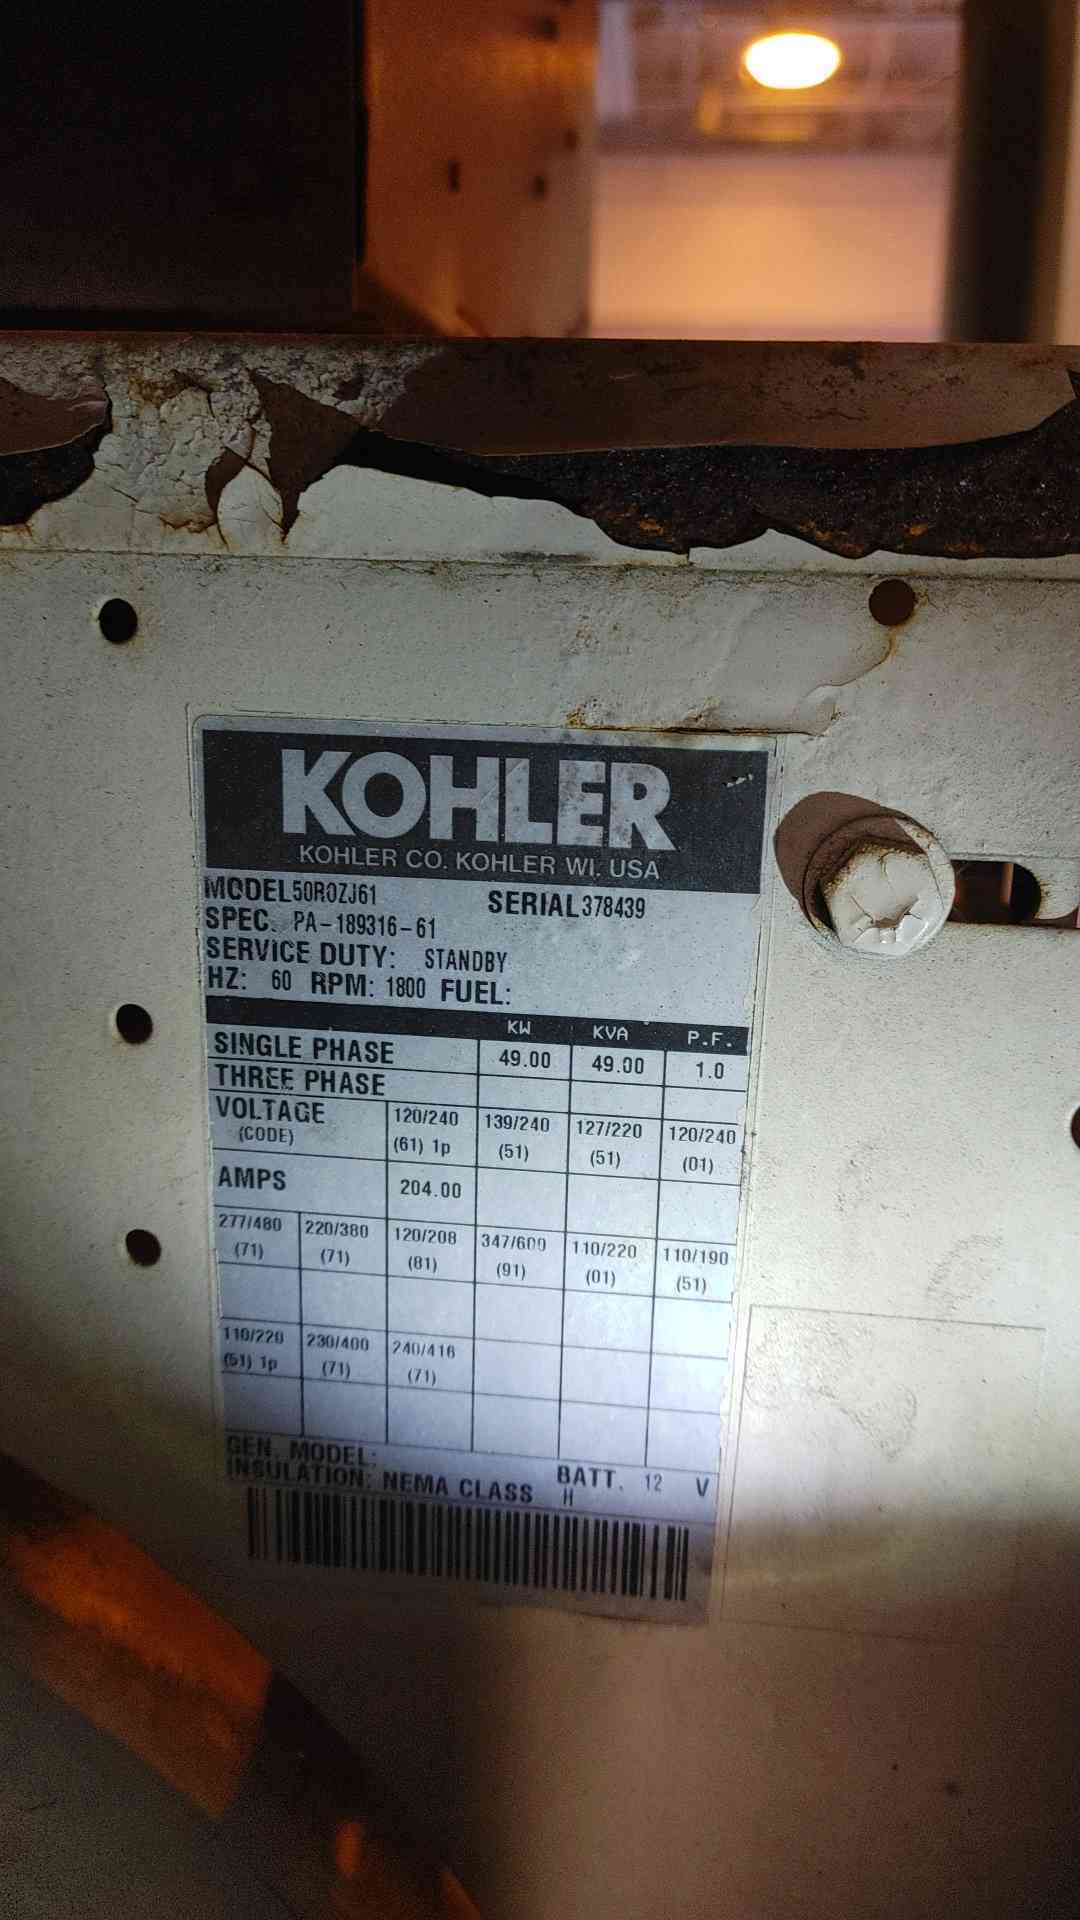 KOHLER
KOHLER CO. KOHLER WI. USA
MODEL 50ROZJ61 SERIAL 378439
SPEC. PA-189316-61
SERVICE DUTY: STANDBY
HZ: 60 RPM: 1800 FUEL:
KW KVA P.F.
SINGLE PHASE 49.00 49.00 1.0
THREE PHASE
VOLTAGE 120/240 139/240 127/220 120/240
(CODE) (61) 1p (51) (51) (01)
AMPS 204.00
277/480 220/380 120/208 347/600 110/220 110/190
(71) (71) (81) (91) (01) (51)
110/220 230/400 240/416
(51) 1p (71) (71)
GEN. MODEL: BATT. 12 V
INSULATION: NEMA CLASS H